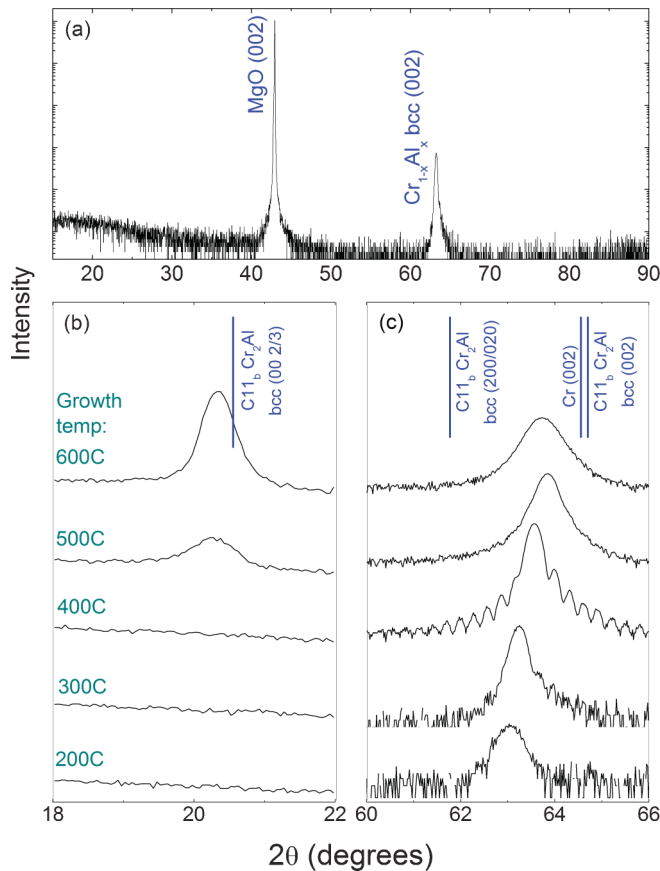 (a)
MgO (002)
Cr1-xAlx bcc (002)
20 30 40 50 60 70 80 90
Intensity
(b)
C11b Cr2Al
bcc (00 2/3)
Growth
temp:
600C
500C
400C
300C
200C
18 20 22
(c)
C11b Cr2Al
bcc (200/020)
Cr (002)
C11b Cr2Al
bcc (002)
60 62 64 66
2θ (degrees)